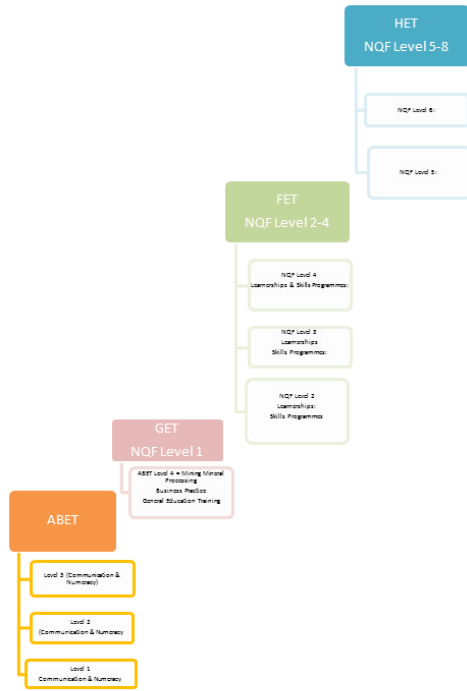 HET
NQF Level 5-8
NQF Level 6:
NQF Level 5:
FET
NQF Level 2-4
NQF Level 4
Learnerships & Skills Programmes:
NQF Level 3
Learnerships
Skills Programmes:
NQF Level 2
Learnerships:
Skills Programmes
GET
NQF Level 1
ABET Level 4 = Mining Mineral
Processing
Business Practice
General Education Training
ABET
Level 3 (Communication &
Numeracy)
Level 2
(Communication & Numeracy
Level 1
Communication & Numeracy